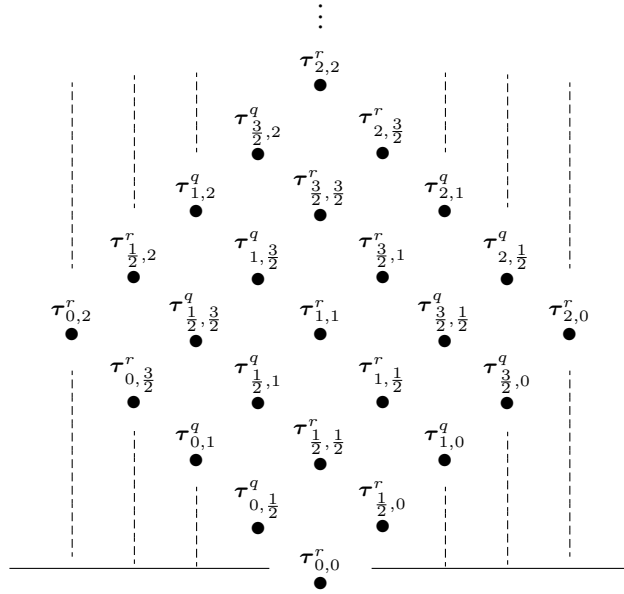 ⋮
τ^r_{2,2}
τ^q_{3/2,2} τ^r_{2,3/2}
τ^q_{1,2} τ^r_{3/2,3/2} τ^q_{2,1}
τ^r_{1/2,2} τ^q_{1,3/2} τ^r_{3/2,1} τ^q_{2,1/2}
τ^r_{0,2} τ^q_{1/2,3/2} τ^r_{1,1} τ^q_{3/2,1/2} τ^r_{2,0}
τ^r_{0,3/2} τ^q_{1/2,1} τ^r_{1,1/2} τ^q_{3/2,0}
τ^q_{0,1} τ^r_{1/2,1/2} τ^q_{1,0}
τ^q_{0,1/2} τ^r_{1/2,0}
τ^r_{0,0}